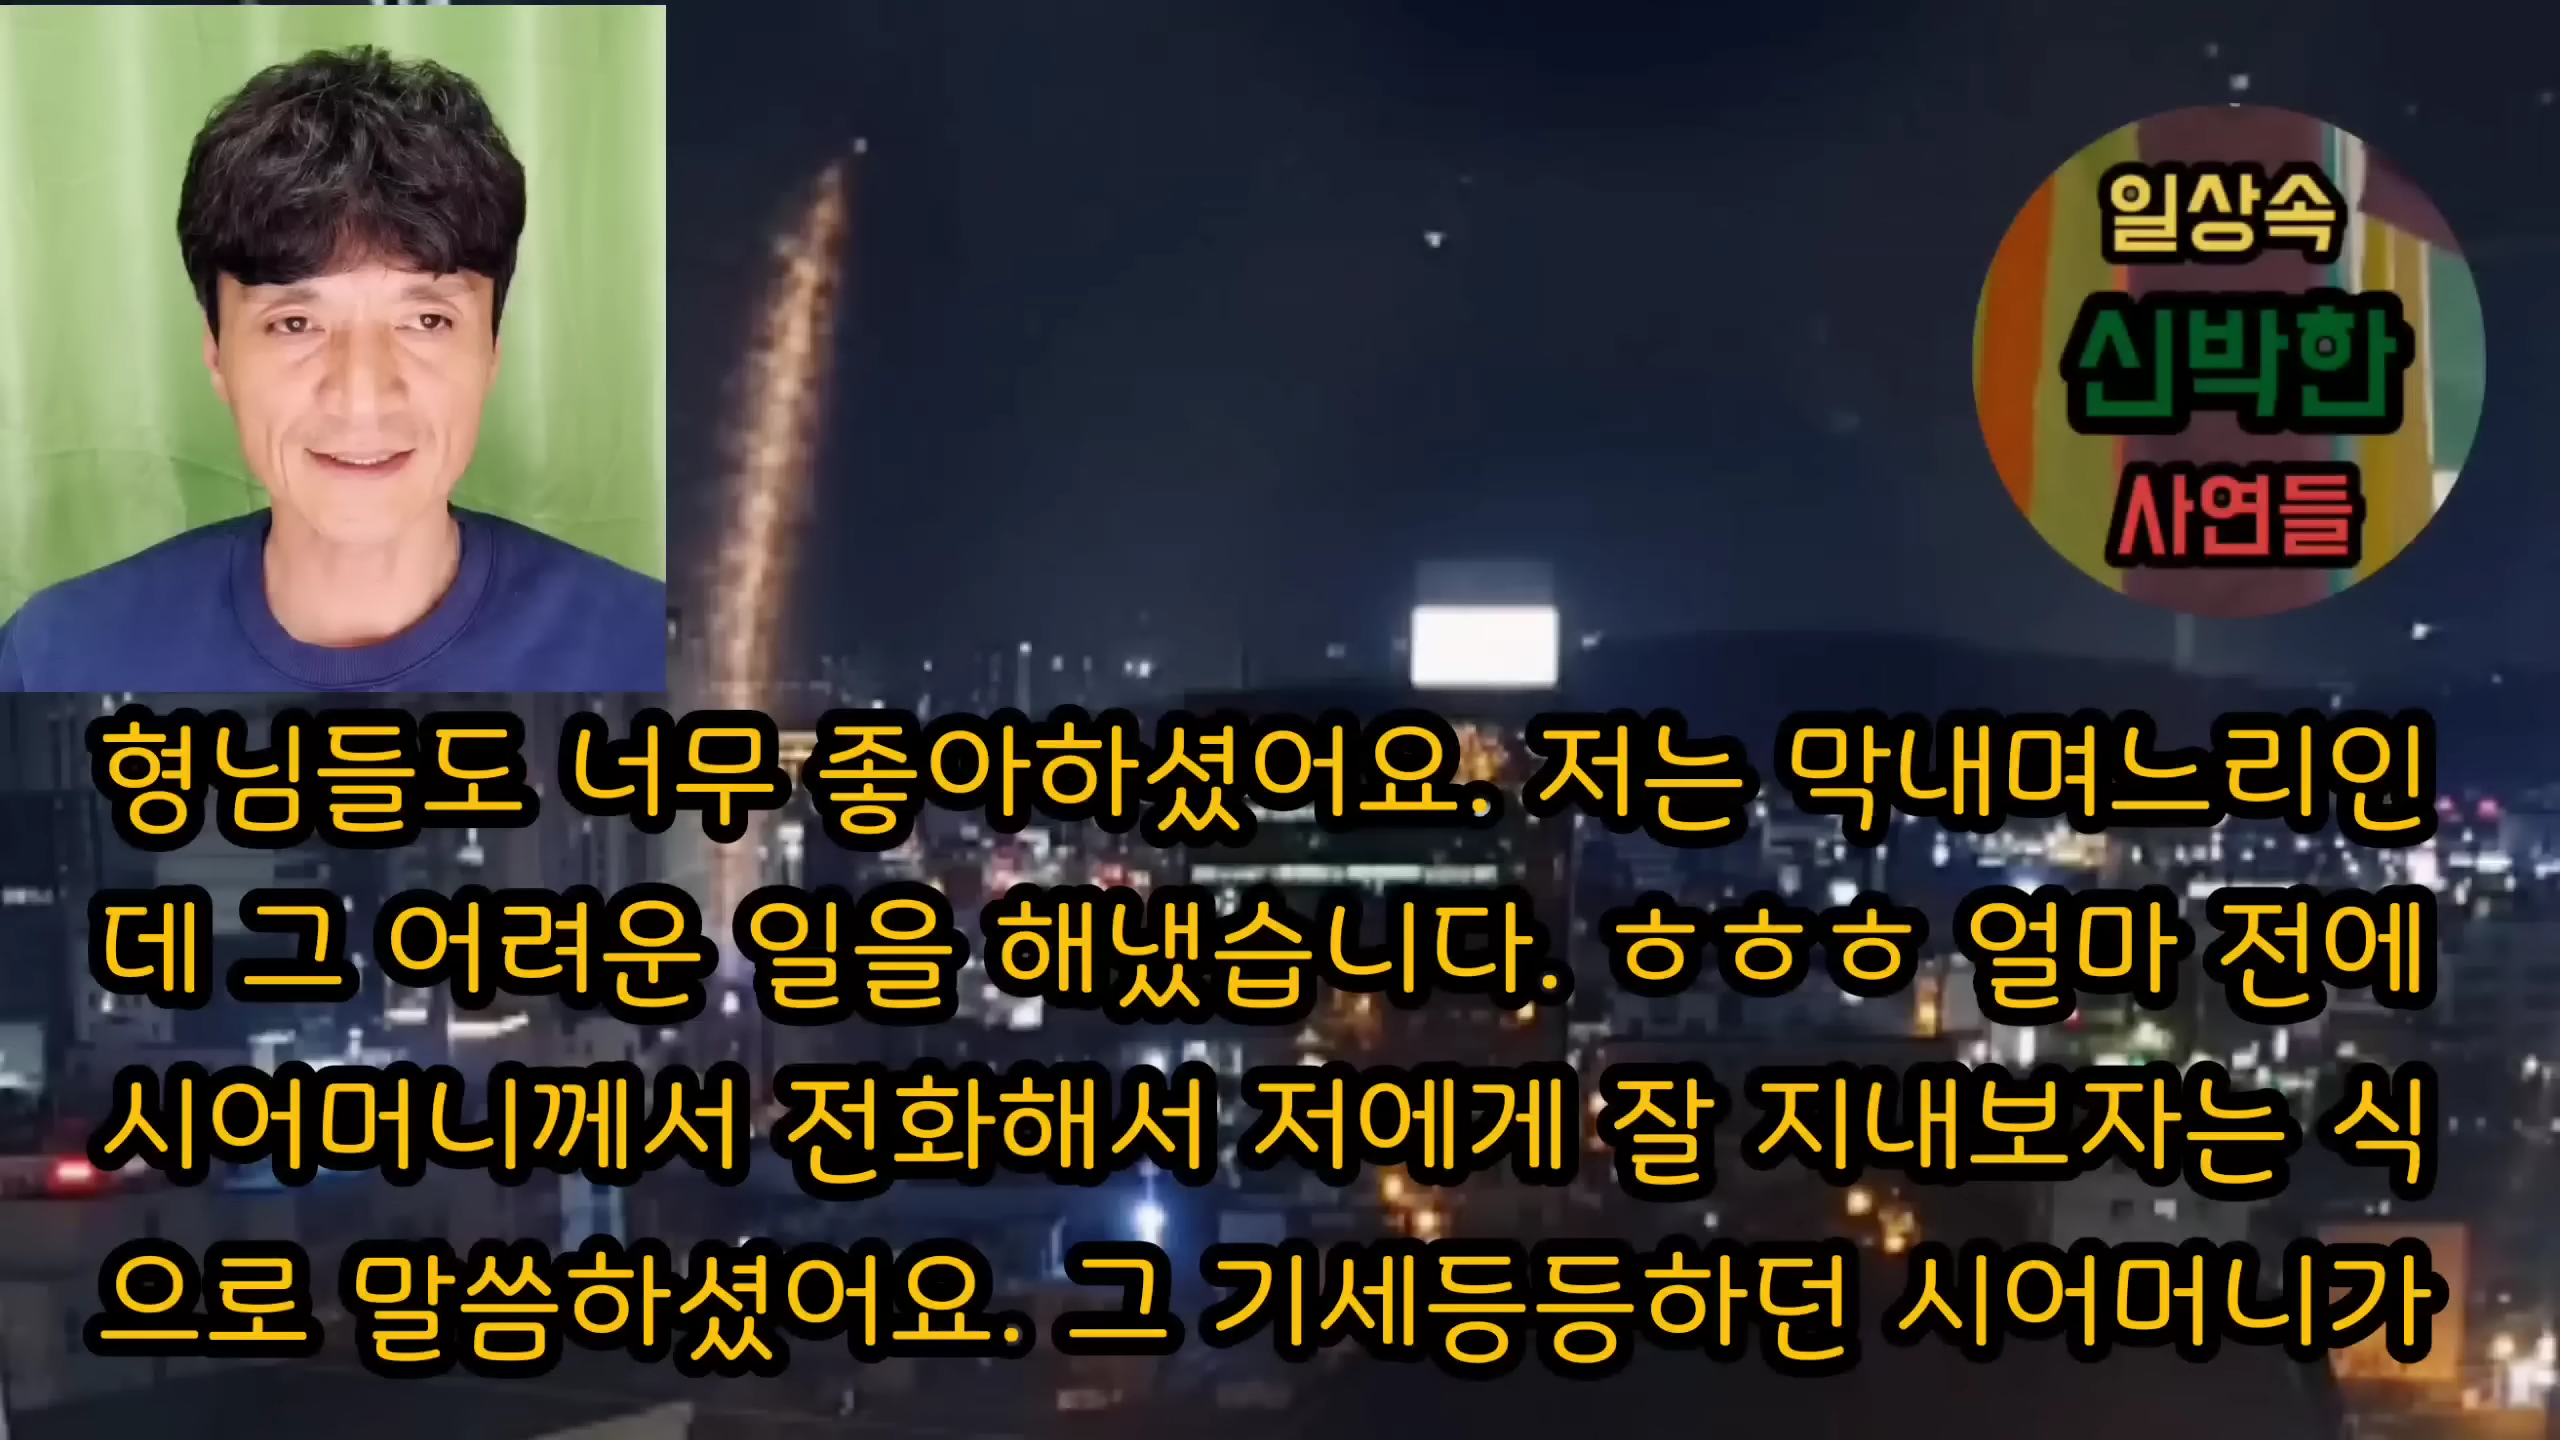 일상속
신박한
사연들
형님들도 너무 좋아하셨어요. 저는 막내며느리인
데 그 어려운 일을 해냈습니다. ㅎㅎㅎ 얼마 전에
시어머니께서 전화해서 저에게 잘 지내보자는 식
으로 말씀하셨어요. 그 기세등등하던 시어머니가